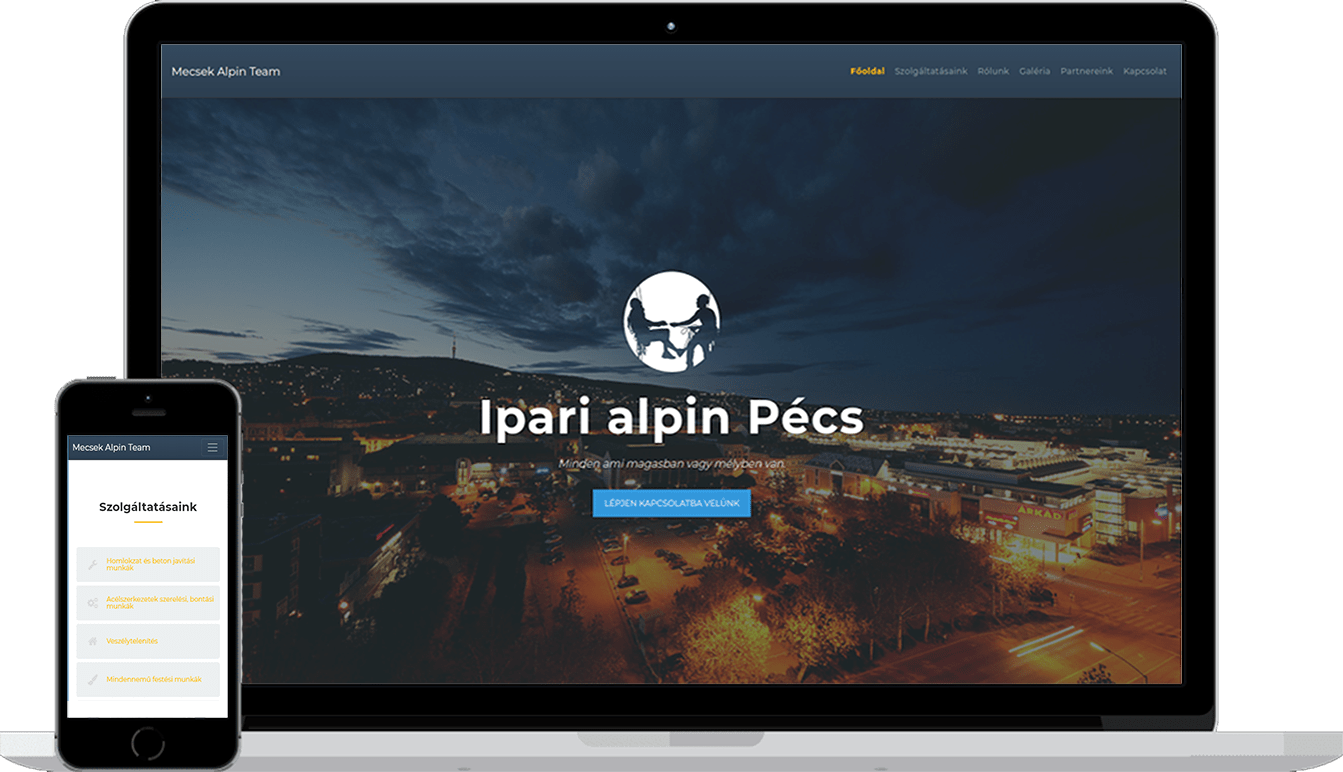 Mecsek Alpin Team
Főoldal Szolgáltatásaink Rólunk Galéria Partnereink Kapcsolat
Ipari alpin Pécs
Minden ami magasban vagy mélyben van.
LÉPJEN KAPCSOLATBA VELÜNK
ÁRKÁD
Mecsek Alpin Team
Szolgáltatásaink
Homlokzat és beton javítási
munkák
Acélszerkezetek szerelési, bontási
munkák
Veszélytelenítés
Mindennemű festési munkák